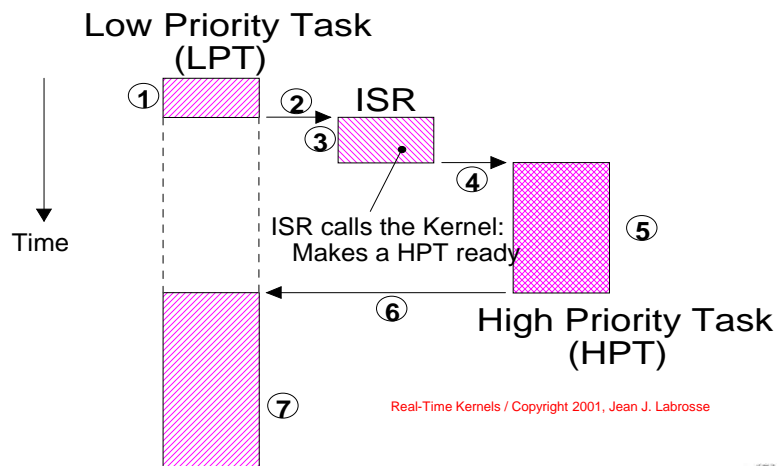 Low Priority Task
(LPT)
1
2
ISR
3
4
ISR calls the Kernel:
Makes a HPT ready
5
Time
6
High Priority Task
(HPT)
7
Real-Time Kernels / Copyright 2001, Jean J. Labrosse